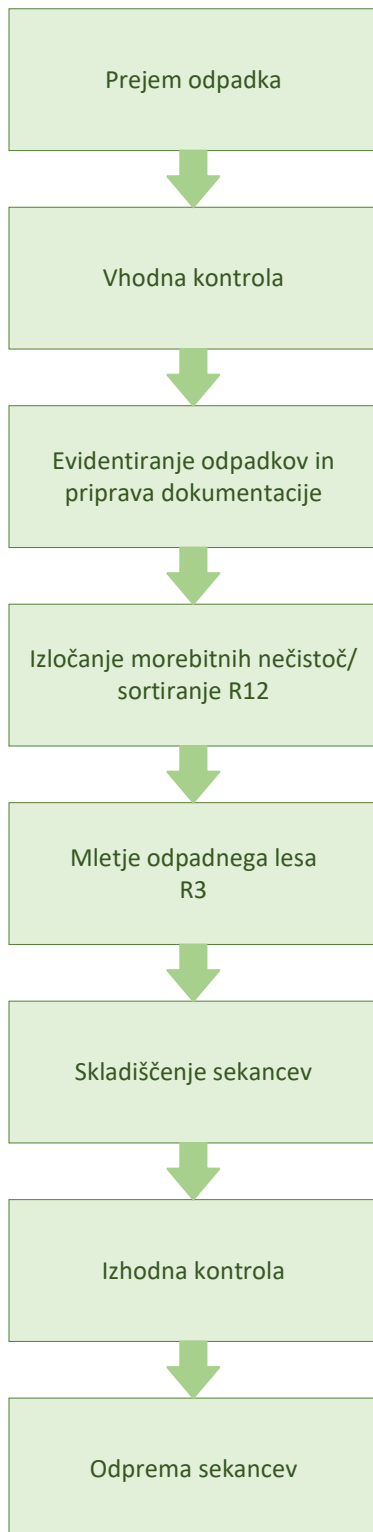 Prejem odpadka
Vhodna kontrola
Evidentiranje odpadkov in
priprava dokumentacije
Izločanje morebitnih nečistoč/
sortiranje R12
Mletje odpadnega lesa
R3
Skladiščenje sekancev
Izhodna kontrola
Odprema sekancev